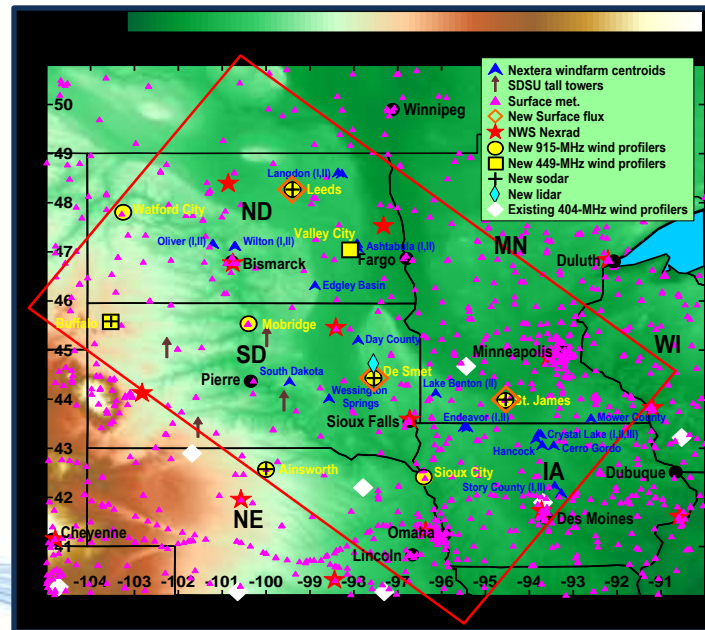 Nextera windfarm centroids
SDSU tall towers
Surface met.
New Surface flux
NWS Nexrad
New 915-MHz wind profilers
New 449-MHz wind profilers
New sodar
New lidar
Existing 404-MHz wind profilers
50
Winnipeg
49
Langdon (I,II)
Leeds
48
Watford City
ND
Valley City
MN
Oliver (I,II)
Wilton (I,II)
Ashtabula (I,II)
47
Bismarck
Fargo
Duluth
Edgley Basin
46
Buffalo
Mobridge
Day County
WI
45
SD
Minneapolis
Pierre
South Dakota
De Smet
Lake Benton (II)
St. James
44
Wessington
Springs
Sioux Falls
Endeavor (I,II)
Mower County
Crystal Lake (I,II,III)
43
Hancock
Cerro Gordo
Ainsworth
Sioux City
IA
Dubuque
42
Story County (I,II)
NE
Des Moines
Cheyenne
Omaha
41
Lincoln
-104 -103 -102 -101 -100 -99 -98 -97 -96 -95 -94 -93 -92 -91 -90